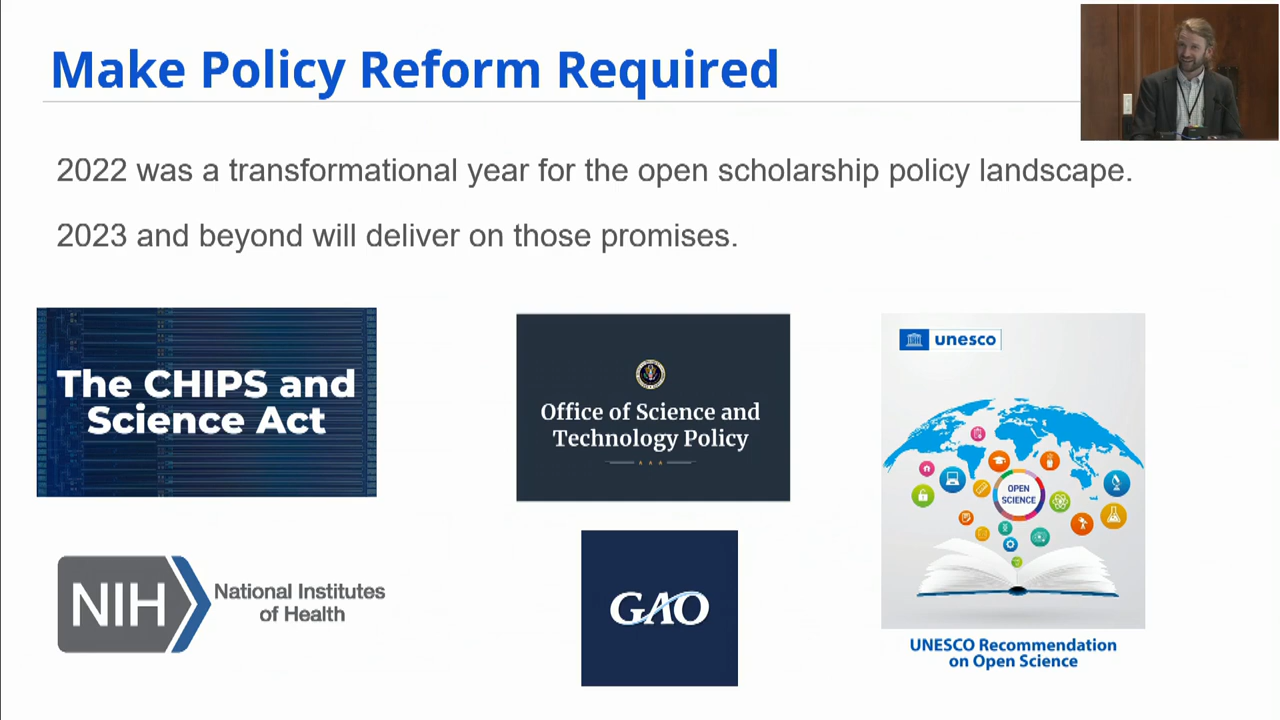 Make Policy Reform Required
2022 was a transformational year for the open scholarship policy landscape.
2023 and beyond will deliver on those promises.
The CHIPS and
Science Act
Office of Science and
Technology Policy
unesco
OPEN
SCIENCE
NIH
National Institutes
of Health
GAO
UNESCO Recommendation
on Open Science